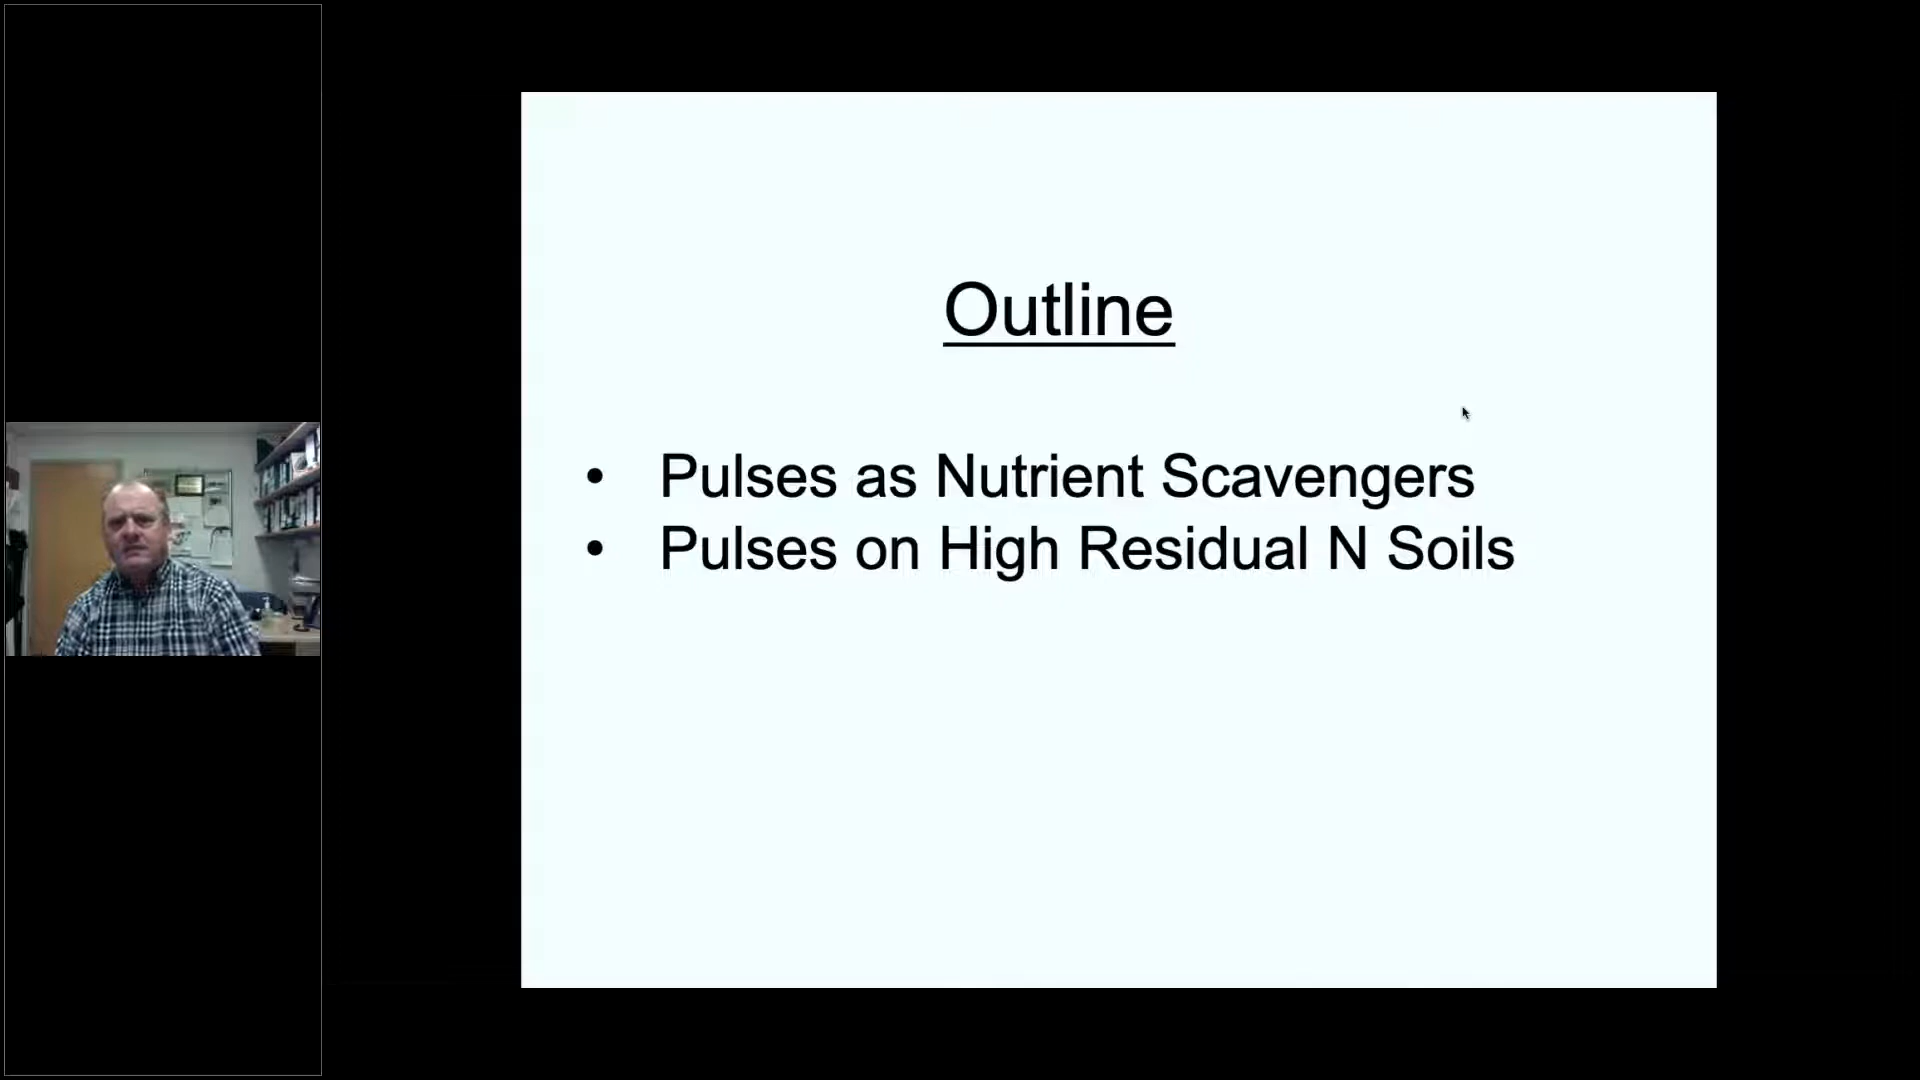 Outline
• Pulses as Nutrient Scavengers
• Pulses on High Residual N Soils